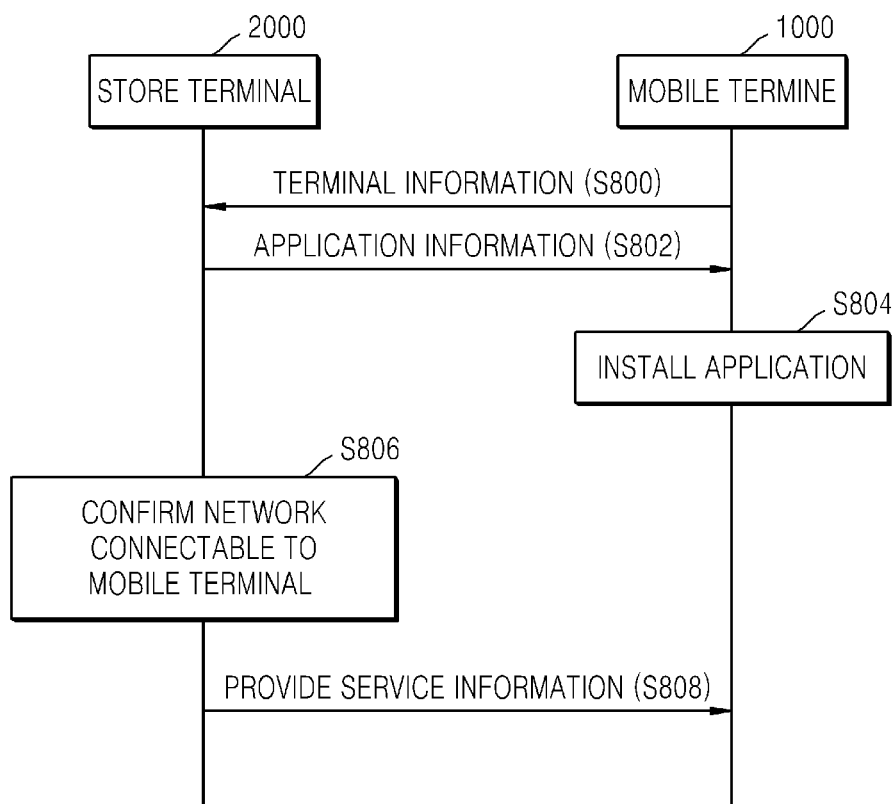 2000
1000
STORE TERMINAL
MOBILE TERMINE
TERMINAL INFORMATION (S800)
APPLICATION INFORMATION (S802)
S804
INSTALL APPLICATION
S806
CONFIRM NETWORK
CONNECTABLE TO
MOBILE TERMINAL
PROVIDE SERVICE INFORMATION (S808)